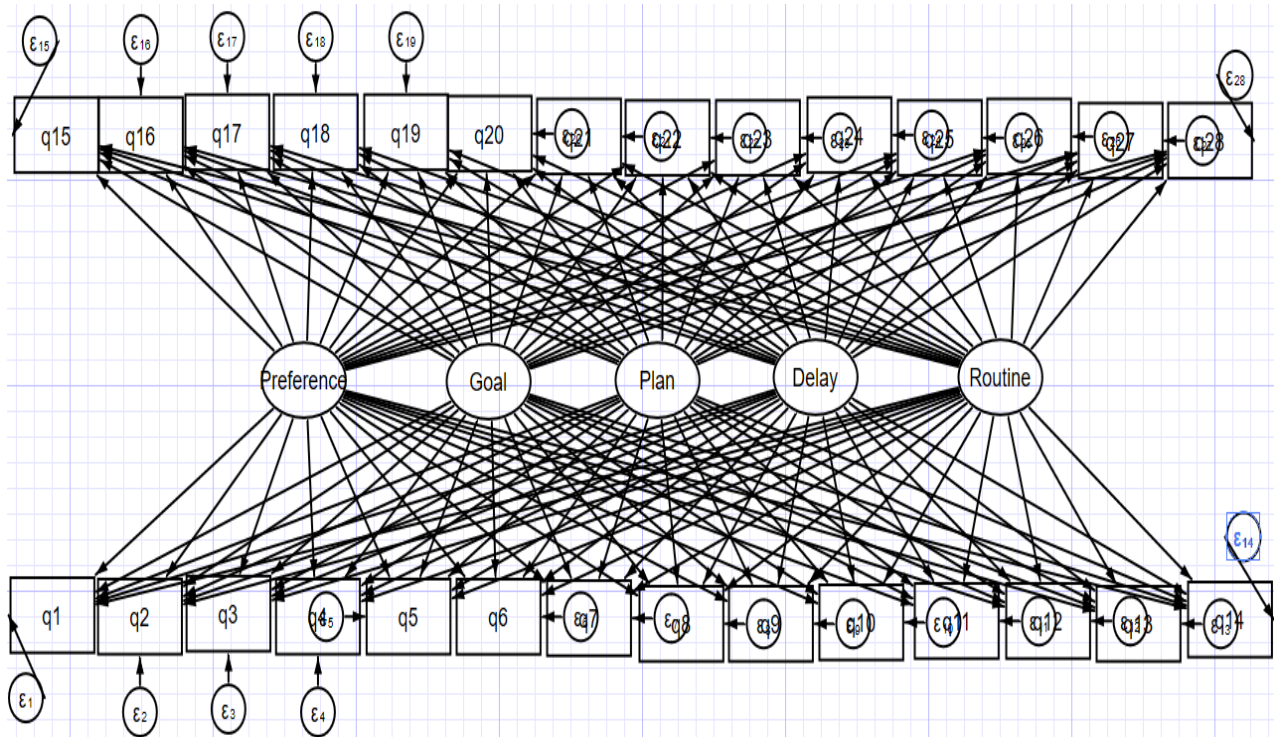 ε15 ε16 ε17 ε18 ε19 ε28
q15 q16 q17 q18 q19 q20 q21 q22 q23 q24 q25 q26 q27 q28
Preference Goal Plan Delay Routine
ε14
q1 q2 q3 q4 q5 q6 q7 q8 q9 q10 q11 q12 q13 q14
ε1 ε2 ε3 ε4